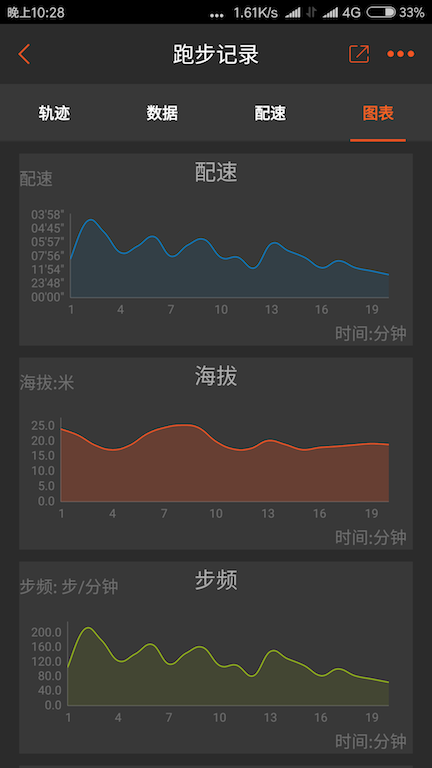 晚上10:28 ... 1.61K/s 4G 33%
跑步记录
轨迹 数据 配速 图表
配速
配速
03'58"
04'45"
05'57"
07'56"
11'54"
23'48"
00'00"
1 4 7 10 13 16 19
时间:分钟
海拔
海拔:米
25.0
20.0
15.0
10.0
5.0
0.0
1 4 7 10 13 16 19
时间:分钟
步频
步频: 步/分钟
200.0
160.0
120.0
80.0
40.0
0.0
1 4 7 10 13 16 19
时间:分钟